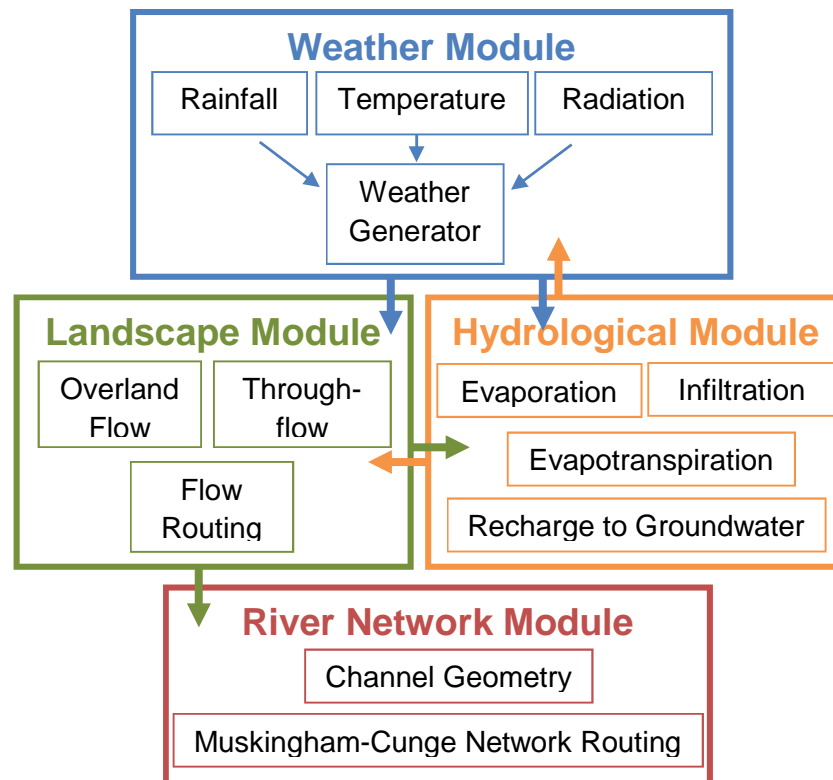 Weather Module
Rainfall
Temperature
Radiation
Weather
Generator
Landscape Module
Overland
Flow
Through-
flow
Flow
Routing
Hydrological Module
Evaporation
Infiltration
Evapotranspiration
Recharge to Groundwater
River Network Module
Channel Geometry
Muskingham-Cunge Network Routing